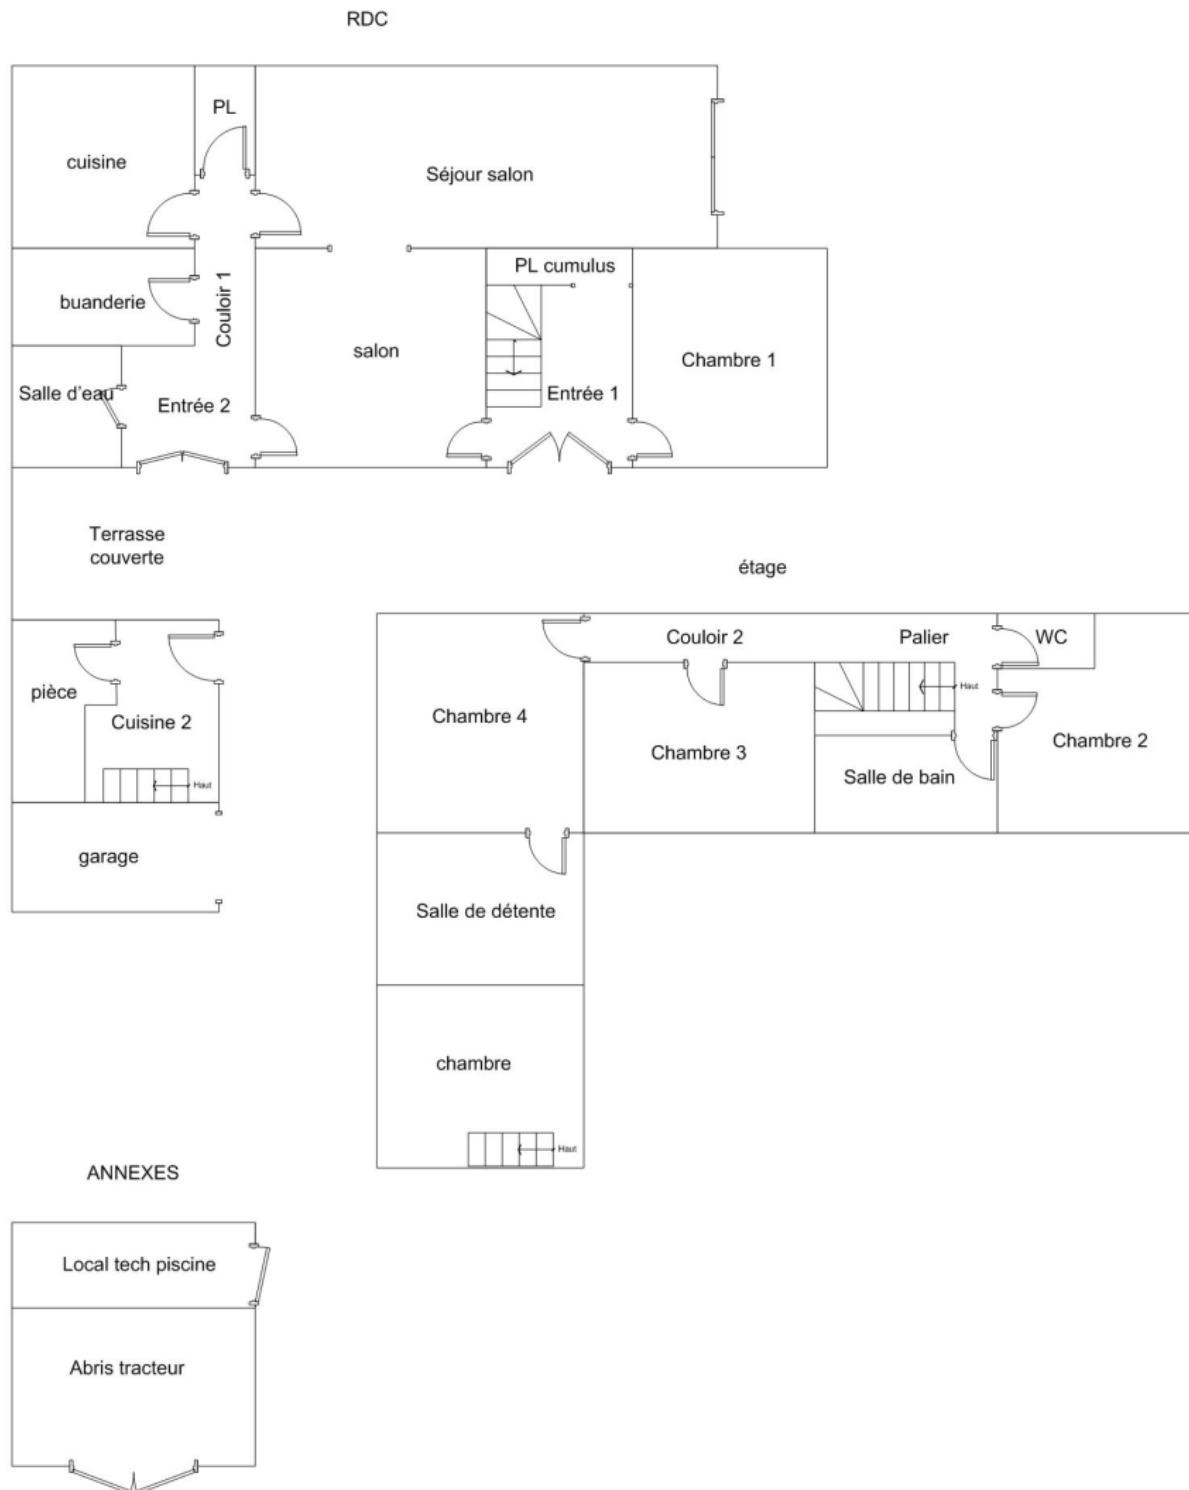 RDC
PL
cuisine
Séjour salon
PL cumulus
buanderie
Couloir 1
salon
Chambre 1
Salle d'eau
Entrée 2
Entrée 1
Terrasse
couverte
étage
Couloir 2
Palier
WC
pièce
Haut
Cuisine 2
Chambre 4
Chambre 3
Chambre 2
Salle de bain
Haut
garage
Salle de détente
chambre
Haut
ANNEXES
Local tech piscine
Abris tracteur